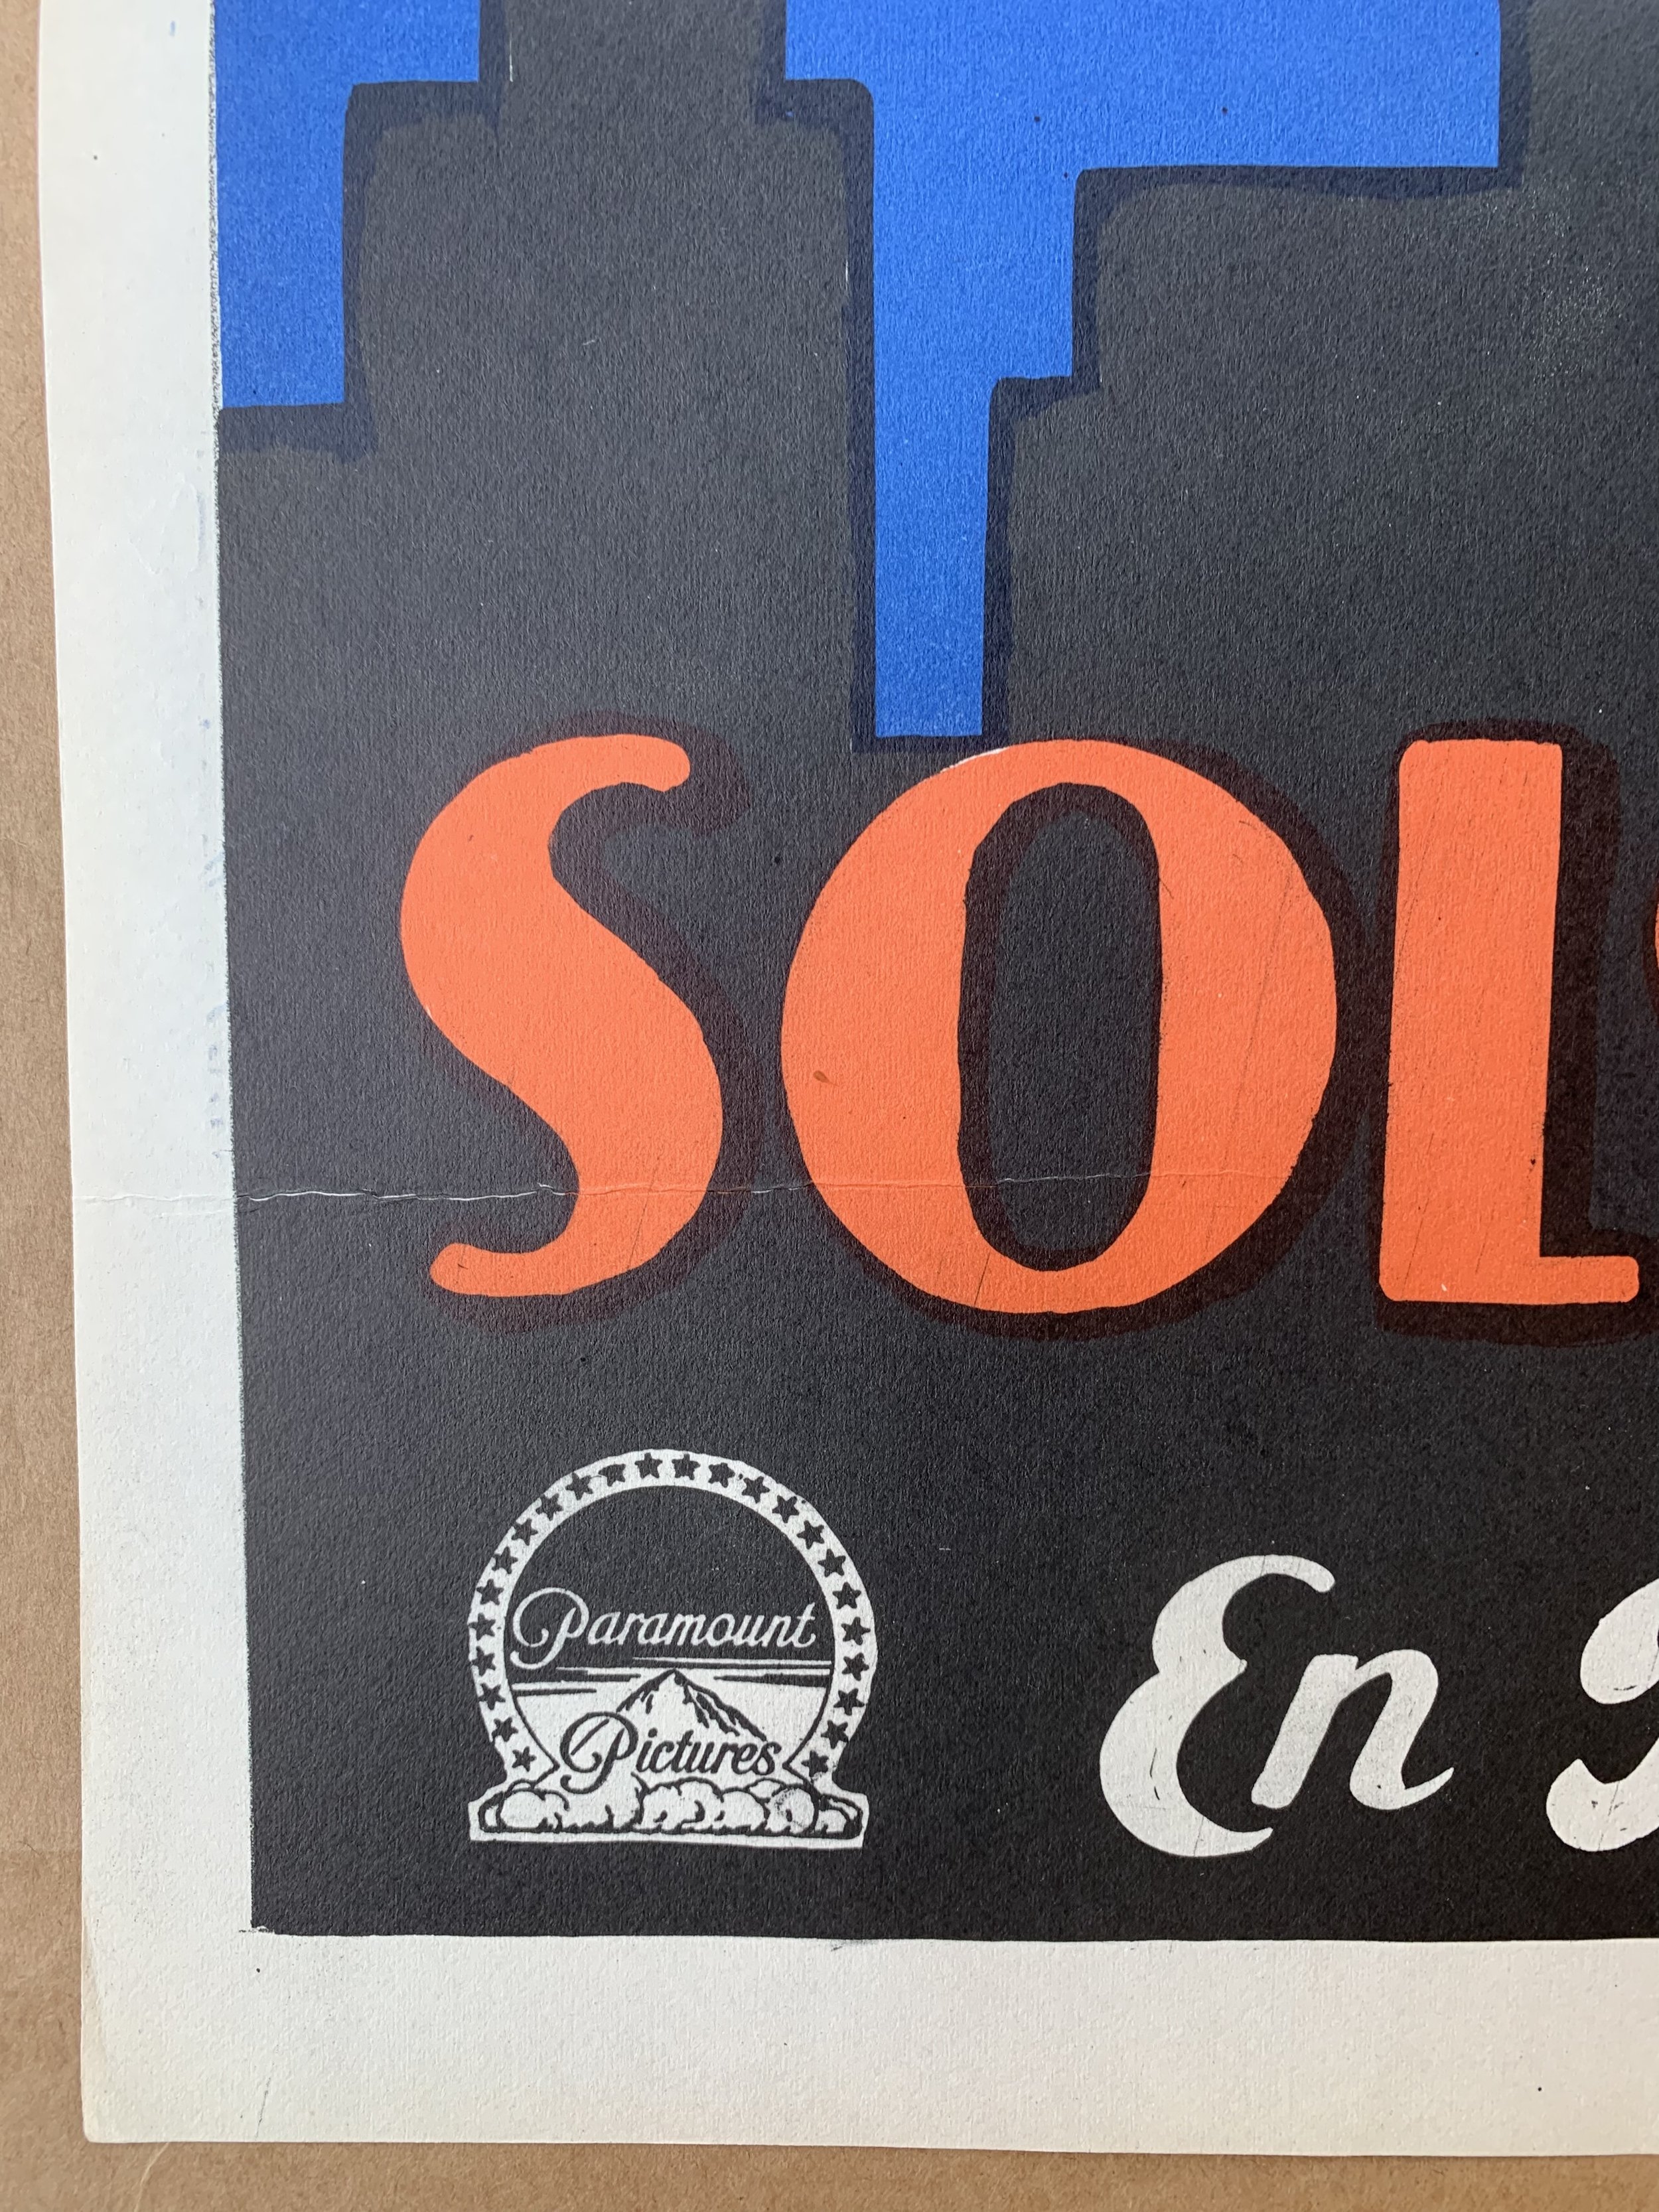 SOL
Paramount
Pictures
En